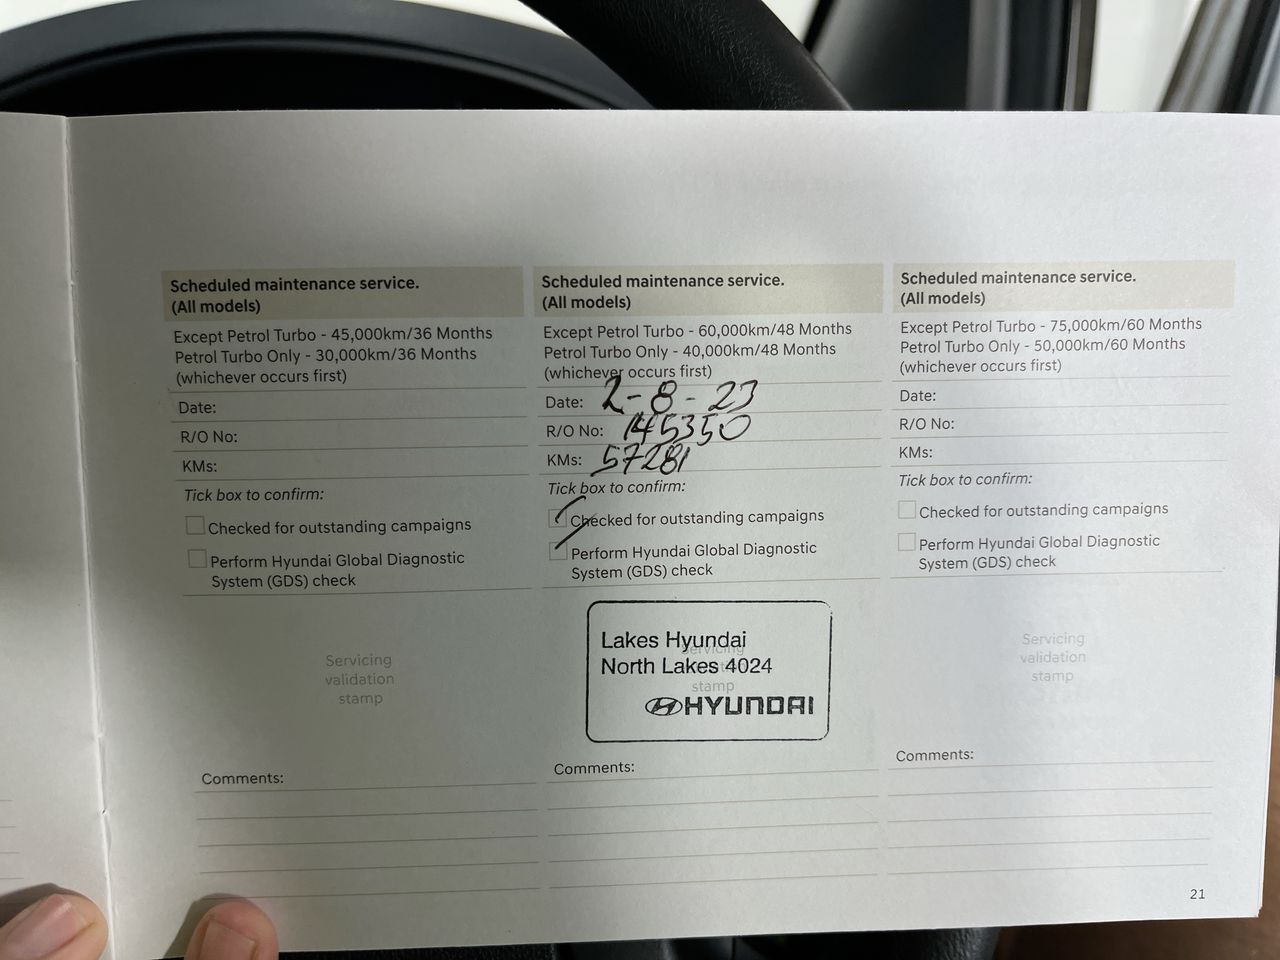 Scheduled maintenance service.
(All models)
Except Petrol Turbo - 45,000km/36 Months
Petrol Turbo Only - 30,000km/36 Months
(whichever occurs first)
Date:
R/O No:
KMs:
Tick box to confirm:
Checked for outstanding campaigns
Perform Hyundai Global Diagnostic
System (GDS) check
Servicing
validation
stamp
Comments:
Scheduled maintenance service.
(All models)
Except Petrol Turbo - 60,000km/48 Months
Petrol Turbo Only - 40,000km/48 Months
(whichever occurs first)
Date: 2-8-23
R/O No: 145350
KMs: 57281
Tick box to confirm:
Checked for outstanding campaigns
Perform Hyundai Global Diagnostic
System (GDS) check
Lakes Hyundai
Servicing
North Lakes 4024
stamp
HYUNDAI
Comments:
Scheduled maintenance service.
(All models)
Except Petrol Turbo - 75,000km/60 Months
Petrol Turbo Only - 50,000km/60 Months
(whichever occurs first)
Date:
R/O No:
KMs:
Tick box to confirm:
Checked for outstanding campaigns
Perform Hyundai Global Diagnostic
System (GDS) check
Servicing
validation
stamp
Comments:
21